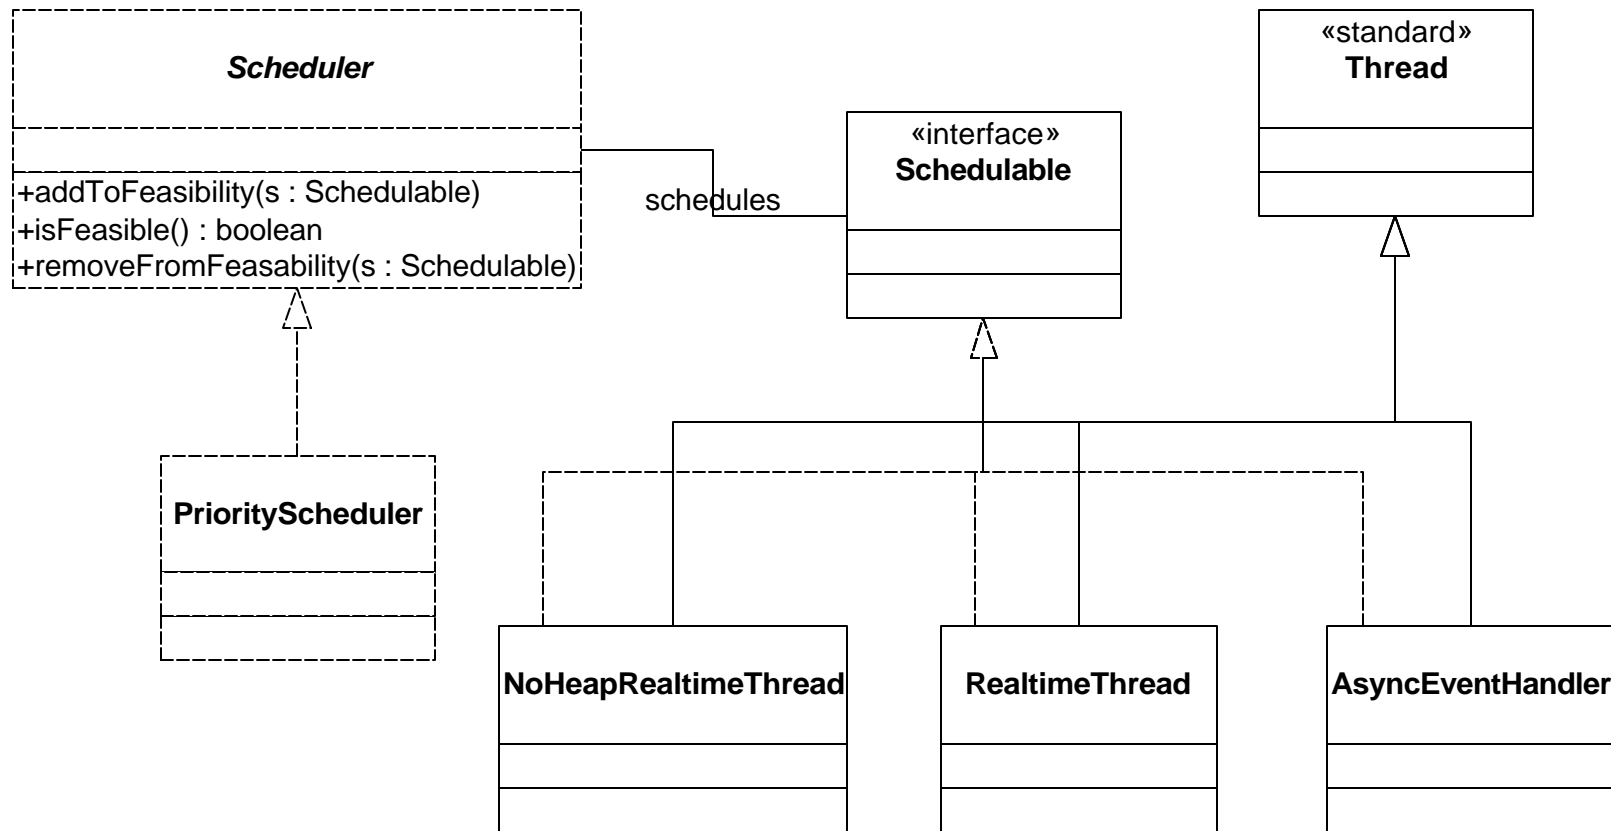 Scheduler
+addToFeasibility(s : Schedulable)
+isFeasible() : boolean
+removeFromFeasability(s : Schedulable)
schedules
«interface»
Schedulable
«standard»
Thread
PriorityScheduler
NoHeapRealtimeThread
RealtimeThread
AsyncEventHandler